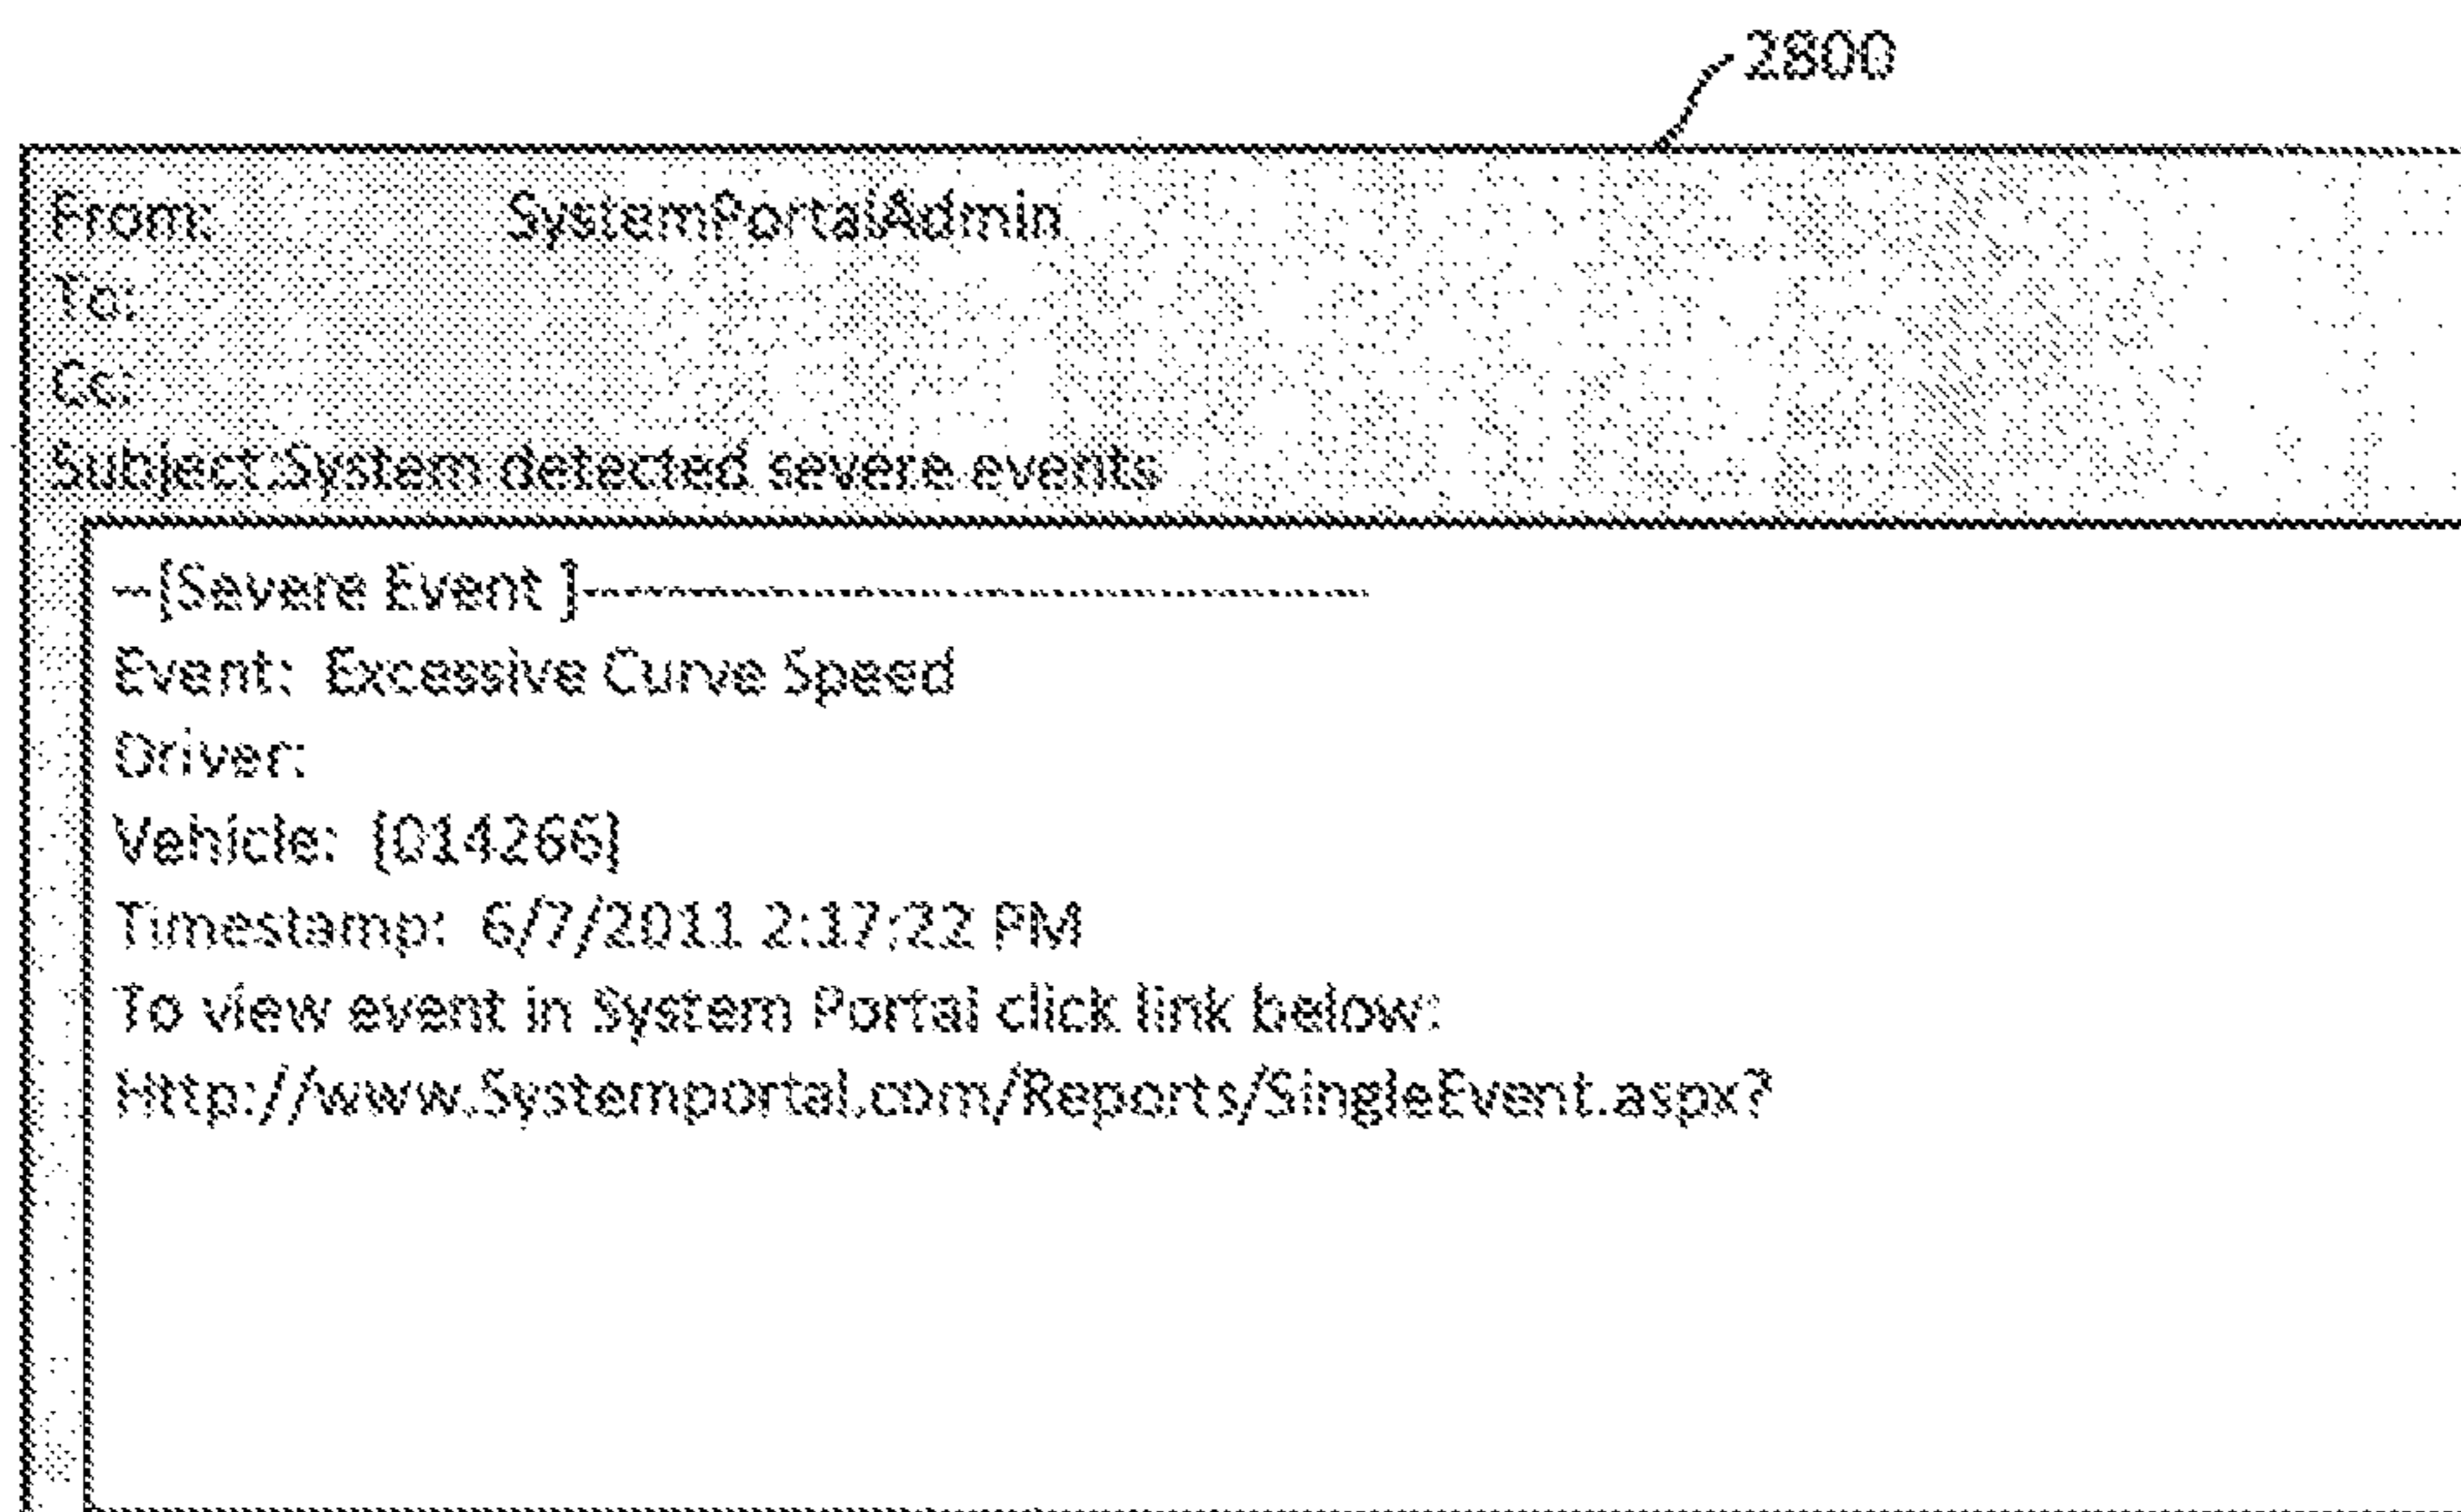 2800
From: SystemPortalAdmin
To:
Cc:
Subject:System detected severe events
--[Severe Event ]----------------------------------------------
Event: Excessive Curve Speed
Driver:
Vehicle: [014266]
Timestamp: 6/7/2011 2:17:22 PM
To view event in System Portal click link below:
Http://www.Systemportal.com/Reports/SingleEvent.aspx?